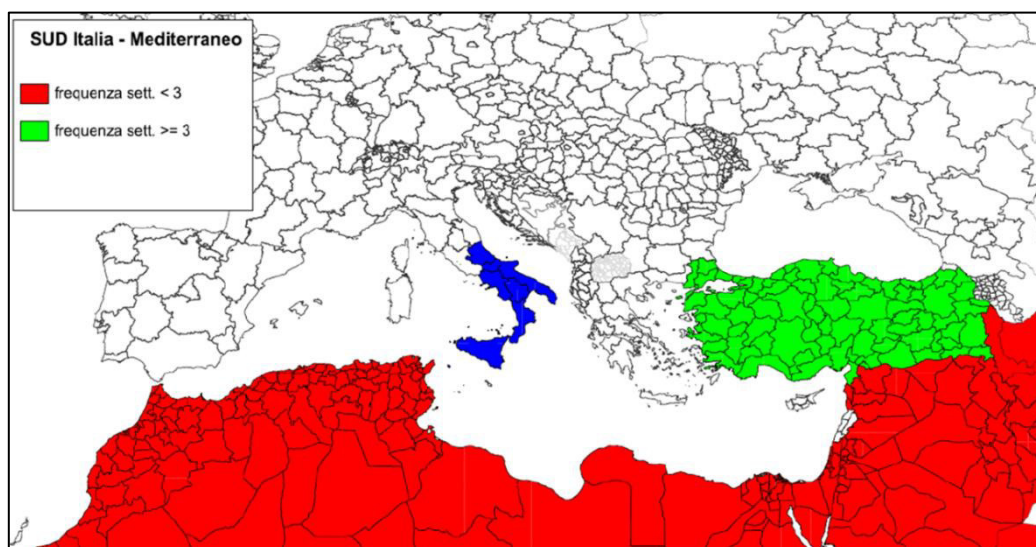 SUD Italia - Mediterraneo
frequenza sett. < 3
frequenza sett. >= 3